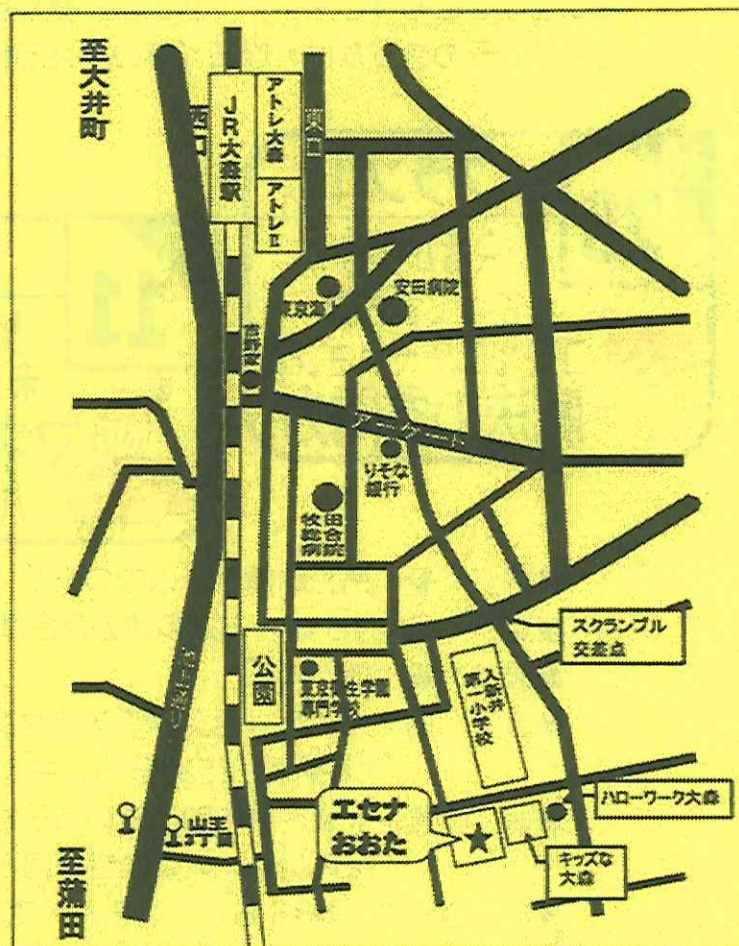 至大井町
西口
JR大森駅
アトレ大森
アトレⅡ
東口
安田病院
吉野家
アーケード
りそな
銀行
牧田
総合
病院
スクランブル
交差点
公園
専門学校
入新井
第一小学校
ハローワーク大森
エセナ
おおた
キッズな
大森
山王
3丁目
至蒲田